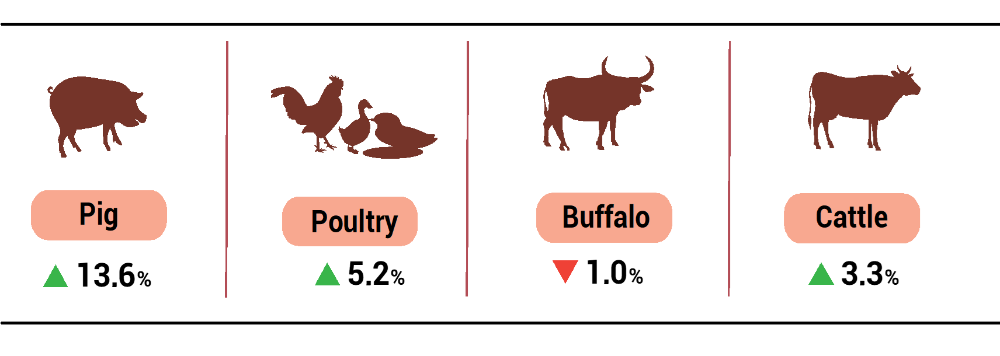 Pig
▲ 13.6%
Poultry
▲ 5.2%
Buffalo
▼ 1.0%
Cattle
▲ 3.3%